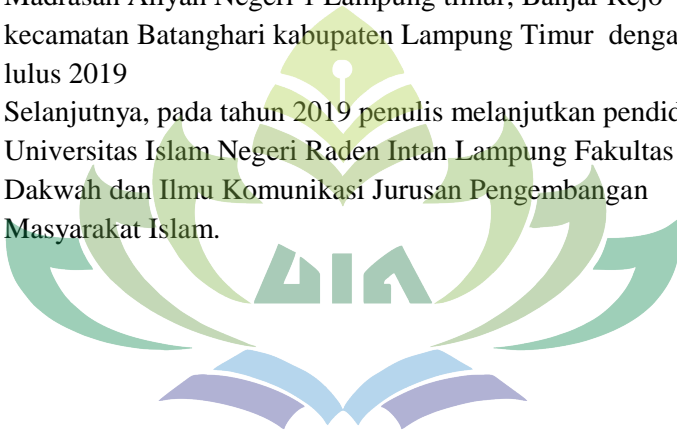 Madrasah Aliyah Negeri 1 Lampung timur, Banjar Rejo
kecamatan Batanghari kabupaten Lampung Timur
lulus 2019
Selanjutnya, pada tahun 2019 penulis melanjutkan
Universitas Islam Negeri Raden Intan Lampung Fakultas
Dakwah dan Ilmu Komunikasi Jurusan Pengembangan
Masyarakat Islam.
UIN